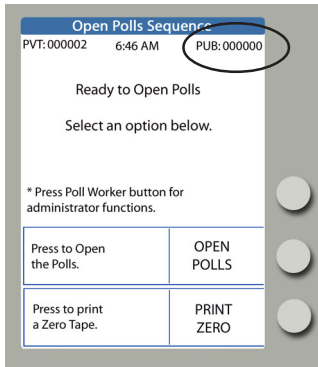 Open Polls Sequence
PVT: 000002 6:46 AM PUB: 000000
Ready to Open Polls
Select an option below.
* Press Poll Worker button for
administrator functions.
Press to Open
the Polls.
OPEN
POLLS
Press to print
a Zero Tape.
PRINT
ZERO